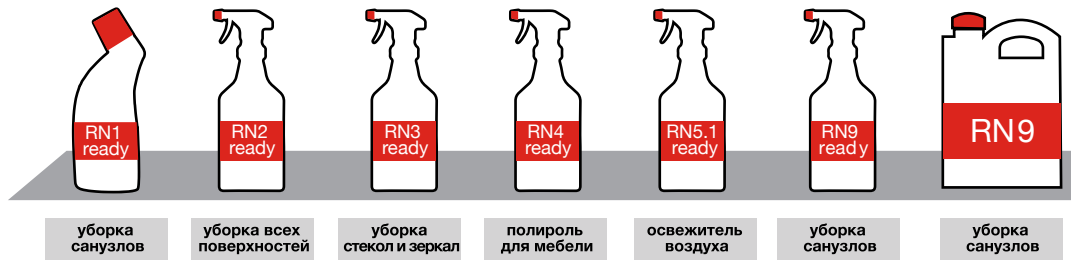 RN1
ready
RN2
ready
RN3
ready
RN4
ready
RN5.1
ready
RN9
ready
RN9
уборка
санузлов
уборка всех
поверхностей
уборка
стекол и зеркал
полироль
для мебели
освежитель
воздуха
уборка
санузлов
уборка
санузлов